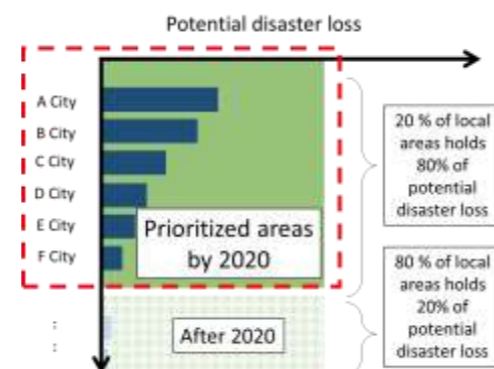 Potential disaster loss
A City
B City
C City
D City
E City
F City
:
:
Prioritized areas
by 2020
After 2020
20 % of local
areas holds
80% of
potential
disaster loss
80 % of local
areas holds
20% of
potential
disaster loss